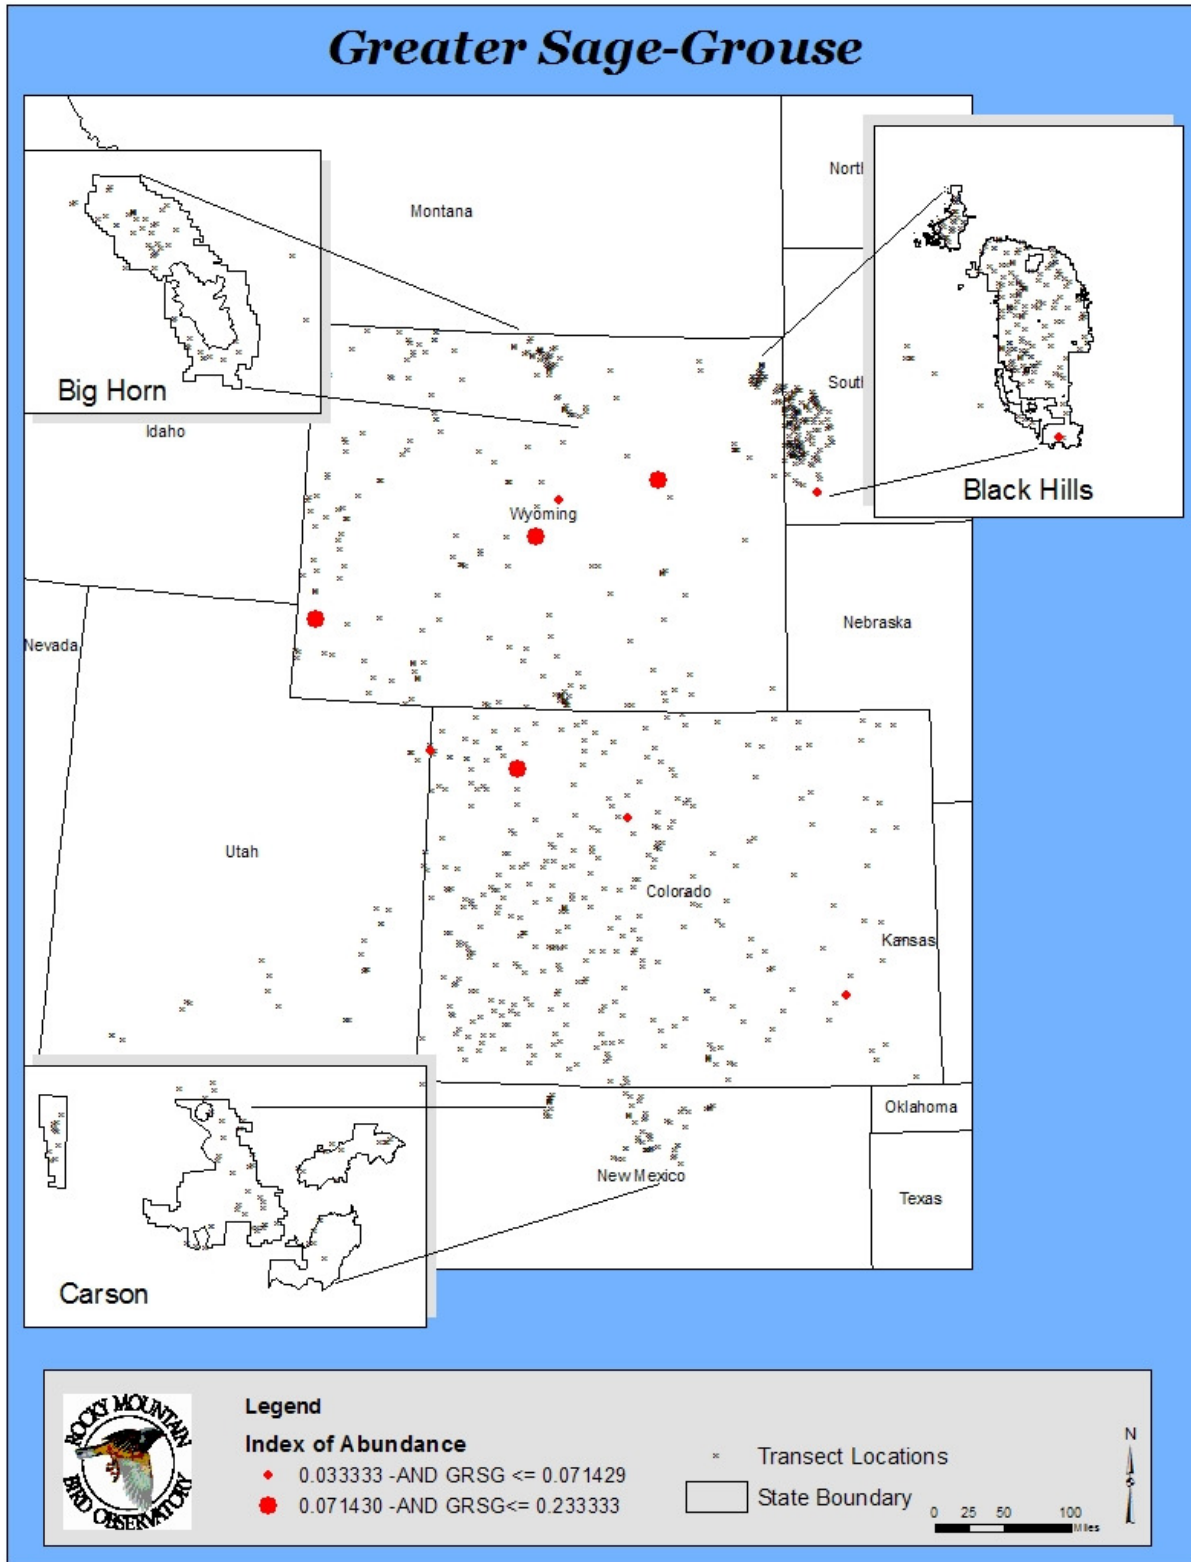 Greater Sage-Grouse
North
Montana
Big Horn
Idaho
South
Black Hills
Wyoming
Nebraska
Nevada
Utah
Colorado
Kansas
Oklahoma
New Mexico
Texas
Carson
ROCKY MOUNTAIN
BIRD OBSERVATORY
Legend
Index of Abundance
0.033333 -AND GRSG <= 0.071429
0.071430 -AND GRSG<= 0.233333
Transect Locations
State Boundary
N
0 25 50 100
Miles